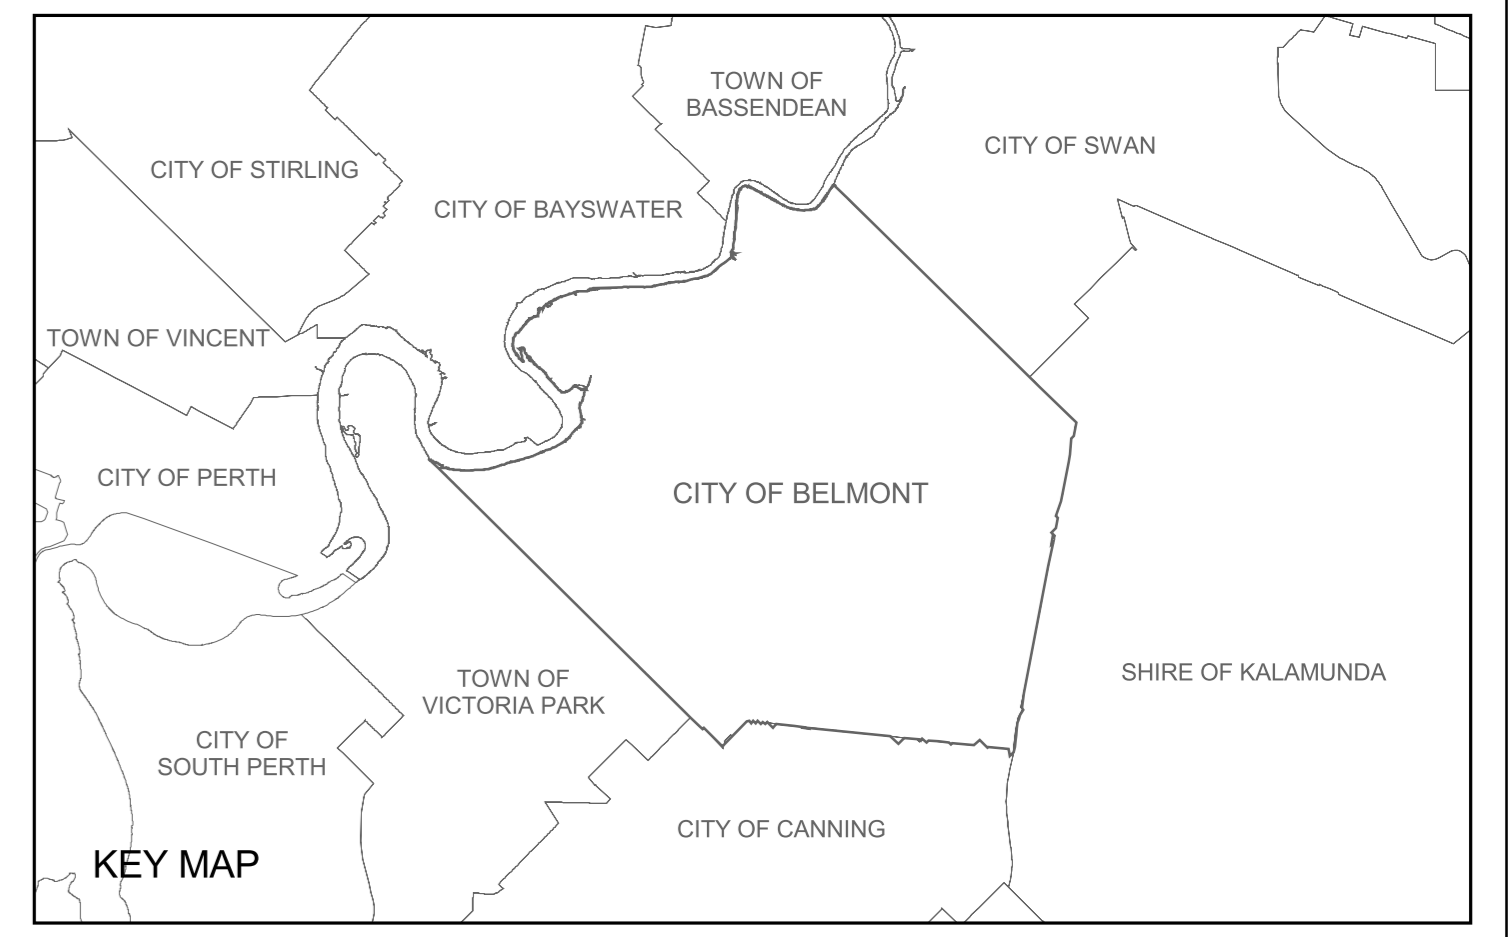 TOWN OF
BASSENDEAN
CITY OF SWAN
CITY OF STIRLING
CITY OF BAYSWATER
TOWN OF VINCENT
CITY OF PERTH
CITY OF BELMONT
SHIRE OF KALAMUNDA
TOWN OF
VICTORIA PARK
CITY OF
SOUTH PERTH
CITY OF CANNING
KEY MAP